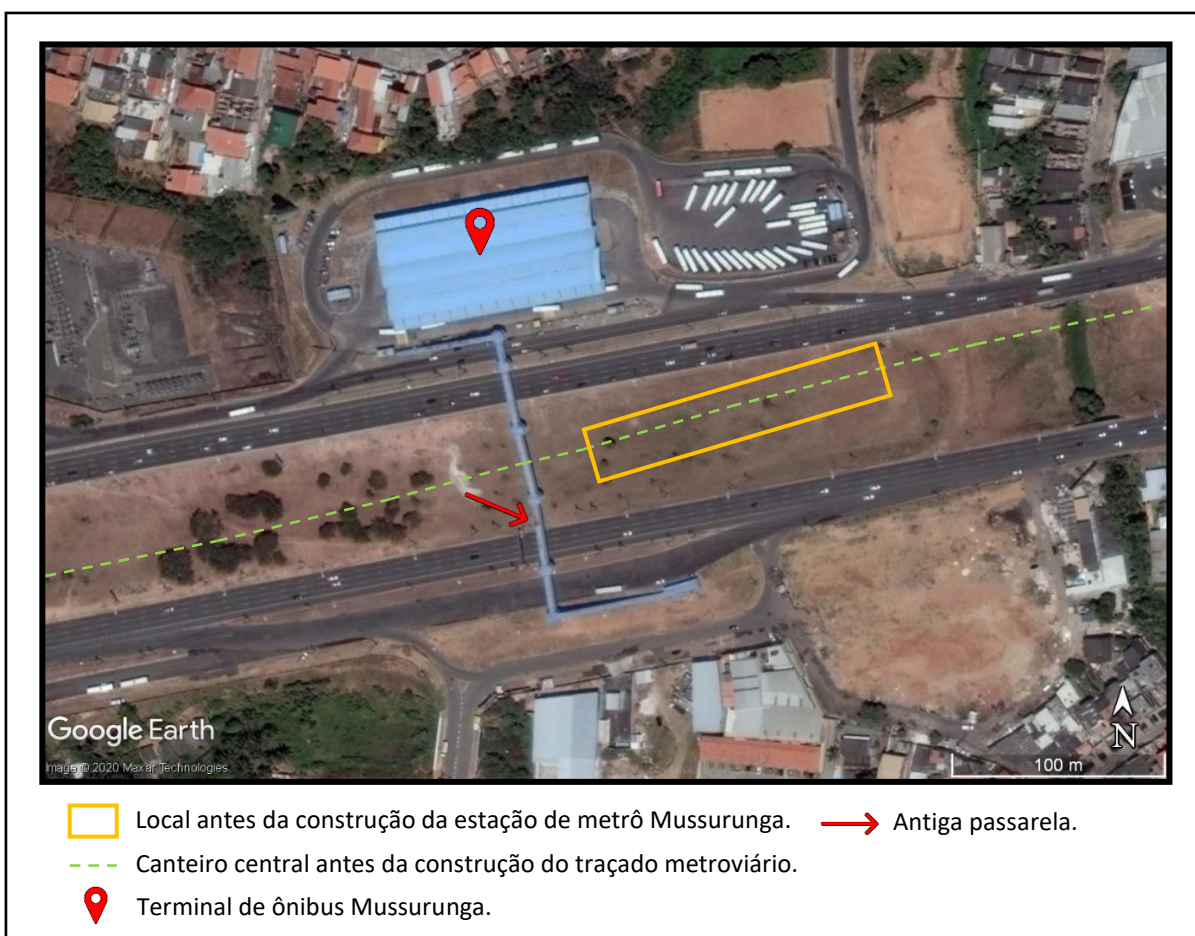 Google Earth
Image © 2020 Maxar Technologies
N
100 m
Local antes da construção da estação de metrô Mussurunga.
Antiga passarela.
Canteiro central antes da construção do traçado metroviário.
Terminal de ônibus Mussurunga.